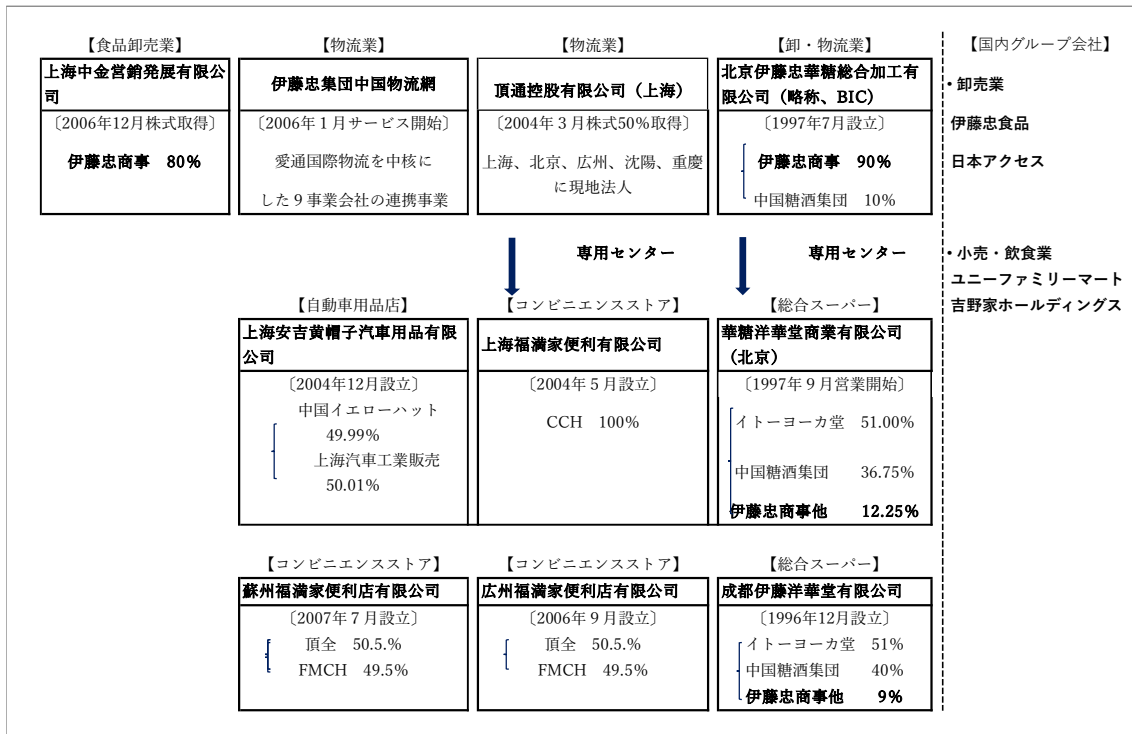 【食品卸売業】
上海中金営銷発展有限公
司
〔2006年12月株式取得〕
伊藤忠商事 80%
【物流業】
伊藤忠集団中国物流網
〔2006年1月サービス開始〕
愛通国際物流を中核に
した9事業会社の連携事業
【物流業】
頂通控股有限公司（上海）
〔2004年3月株式50%取得〕
上海、北京、広州、沈陽、重慶
に現地法人
【卸・物流業】
北京伊藤忠華糖総合加工有
限公司（略称、BIC）
〔1997年7月設立〕
伊藤忠商事 90%
中国糖酒集団 10%
【国内グループ会社】
・卸売業
伊藤忠食品
日本アクセス
・小売・飲食業
ユニーファミリーマート
吉野家ホールディングス
専用センター
専用センター
【自動車用品店】
上海安吉黄帽子汽車用品有限
公司
〔2004年12月設立〕
中国イエローハット
49.99%
上海汽車工業販売
50.01%
【コンビニエンスストア】
上海福満家便利有限公司
〔2004年5月設立〕
CCH 100%
【総合スーパー】
華糖洋華堂商業有限公司
（北京）
〔1997年9月営業開始〕
イトーヨーカ堂 51.00%
中国糖酒集団 36.75%
伊藤忠商事他 12.25%
【コンビニエンスストア】
蘇州福満家便利店有限公司
〔2007年7月設立〕
頂全 50.5.%
FMCH 49.5%
【コンビニエンスストア】
広州福満家便利店有限公司
〔2006年9月設立〕
頂全 50.5.%
FMCH 49.5%
【総合スーパー】
成都伊藤洋華堂有限公司
〔1996年12月設立〕
イトーヨーカ堂 51%
中国糖酒集団 40%
伊藤忠商事他 9%